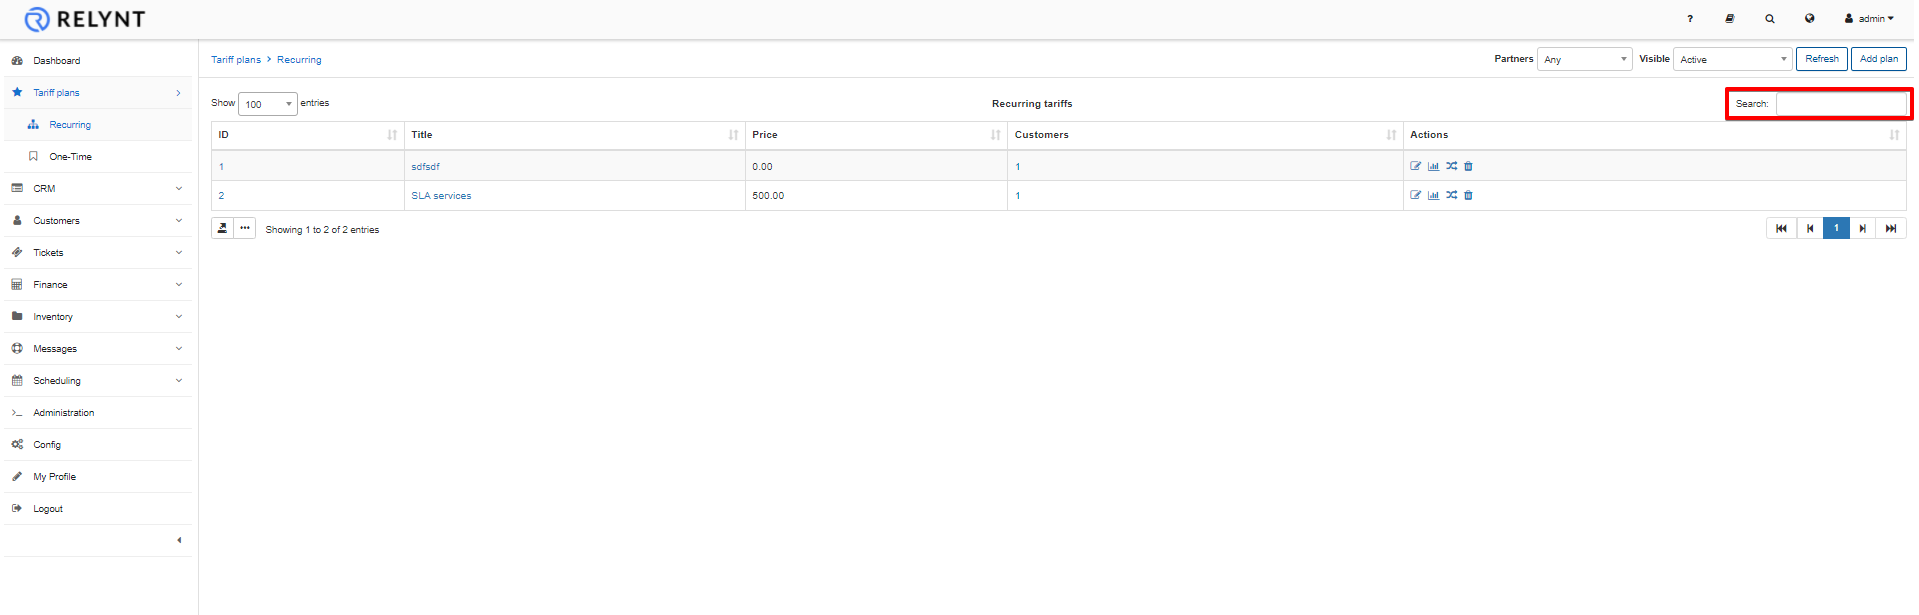 RELYNT
? admin
Dashboard
Tariff plans
Recurring
One-Time
CRM
Customers
Tickets
Finance
Inventory
Messages
Scheduling
Administration
Config
My Profile
Logout
Tariff plans > Recurring
Partners Any Visible Active Refresh Add plan
Show 100 entries
Recurring tariffs
Search:
ID Title Price Customers Actions
1 sdfsdf 0.00 1
2 SLA services 500.00 1
Showing 1 to 2 of 2 entries
1